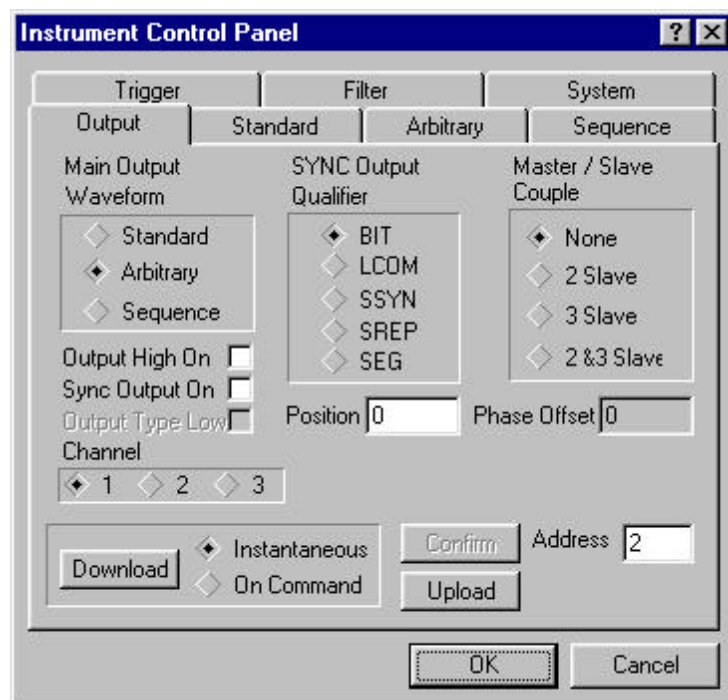 Instrument Control Panel
Trigger Filter System
Output Standard Arbitrary Sequence
Main Output
Waveform
Standard
Arbitrary
Sequence
Output High On
Sync Output On
Output Type Low
Channel
1 2 3
SYNC Output
Qualifier
BIT
LCOM
SSYN
SREP
SEG
Position 0
Master / Slave
Couple
None
2 Slave
3 Slave
2 &3 Slave
Phase Offset 0
Download
Instantaneous
On Command
Confirm
Upload
Address 2
OK Cancel